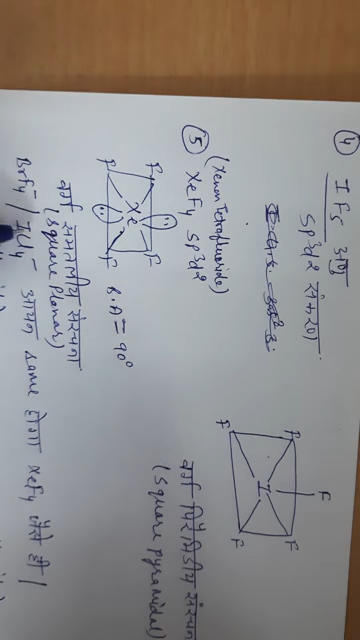 ④ IF5 अणु
sp³d² संकरण
F
F F
I
F F
वर्ग पिरैमिडीय संरचना
(square pyramidal)
⑤ XeF4 sp³d²
(Xenon Tetrafluoride)
F F
Xe
F F
B.A = 90°
वर्ग समतलीय संरचना
(square planar)
BrF4⁻ / ICl4⁻ आयन same होगा XeF4 जैसे ही।